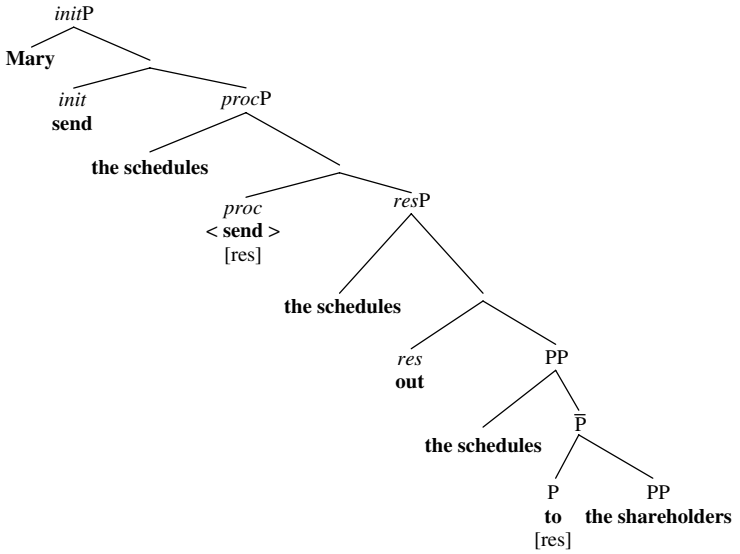 initP
Mary
init
send
procP
the schedules
proc
< send >
[res]
resP
the schedules
res
out
PP
the schedules
P̅
P
to
[res]
PP
the shareholders